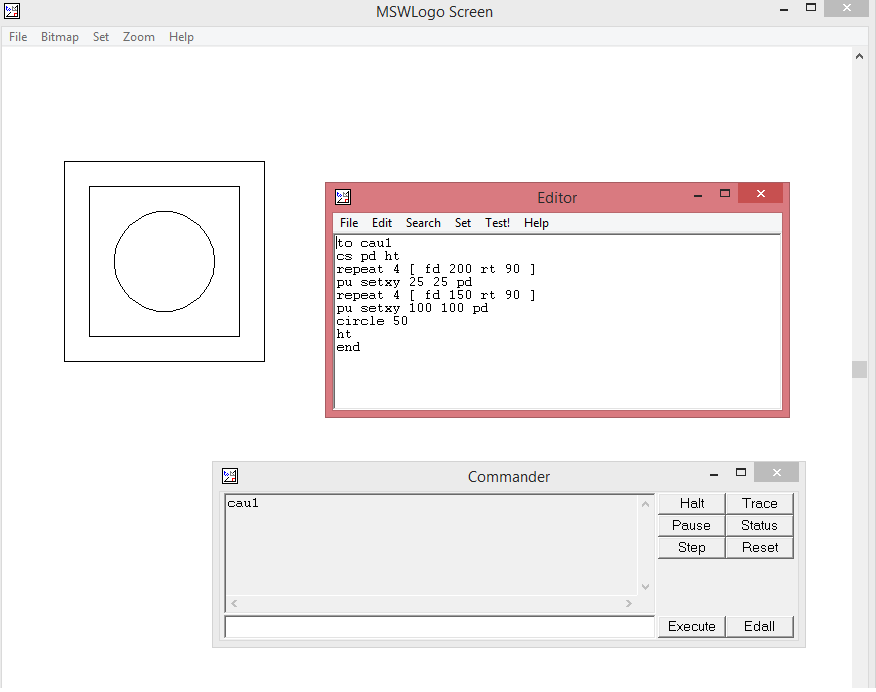 MSWLogo Screen
File Bitmap Set Zoom Help
Editor
File Edit Search Set Test! Help
to cau1
cs pd ht
repeat 4 [ fd 200 rt 90 ]
pu setxy 25 25 pd
repeat 4 [ fd 150 rt 90 ]
pu setxy 100 100 pd
circle 50
ht
end
Commander
cau1
Halt Trace
Pause Status
Step Reset
Execute Edall